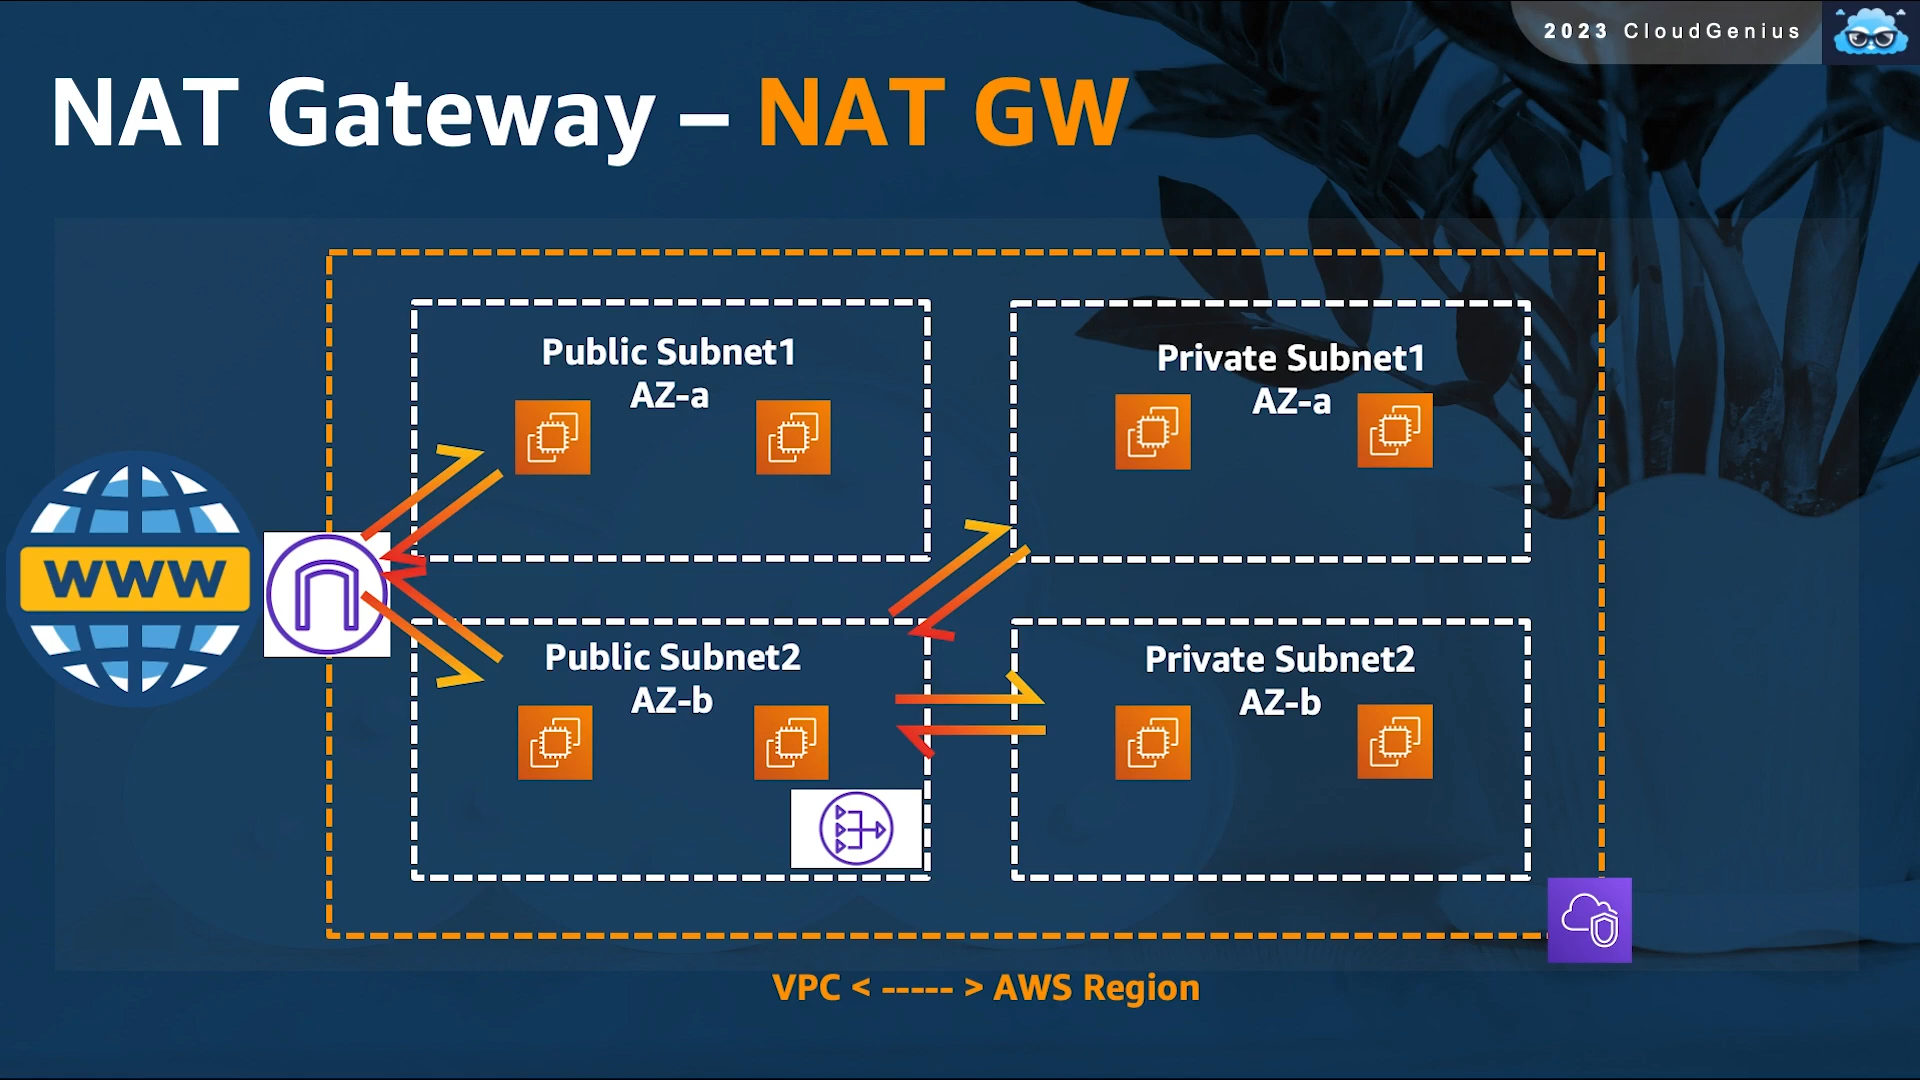 2023 CloudGenius
NAT Gateway – NAT GW
Public Subnet1
AZ-a
Private Subnet1
AZ-a
WWW
Public Subnet2
AZ-b
Private Subnet2
AZ-b
VPC < ----- > AWS Region